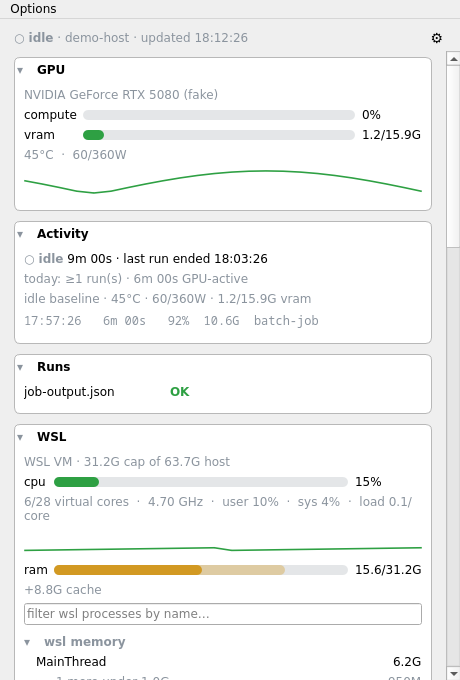 Options
idle · demo-host · updated 18:12:26
GPU
NVIDIA GeForce RTX 5080 (fake)
compute 0%
vram 1.2/15.9G
45°C · 60/360W
Activity
idle 9m 00s · last run ended 18:03:26
today: ≥1 run(s) · 6m 00s GPU-active
idle baseline · 45°C · 60/360W · 1.2/15.9G vram
17:57:26 6m 00s 92% 10.6G batch-job
Runs
job-output.json OK
WSL
WSL VM · 31.2G cap of 63.7G host
cpu 15%
6/28 virtual cores · 4.70 GHz · user 10% · sys 4% · load 0.1/
core
ram 15.6/31.2G
+8.8G cache
filter wsl processes by name...
wsl memory
MainThread 6.2G